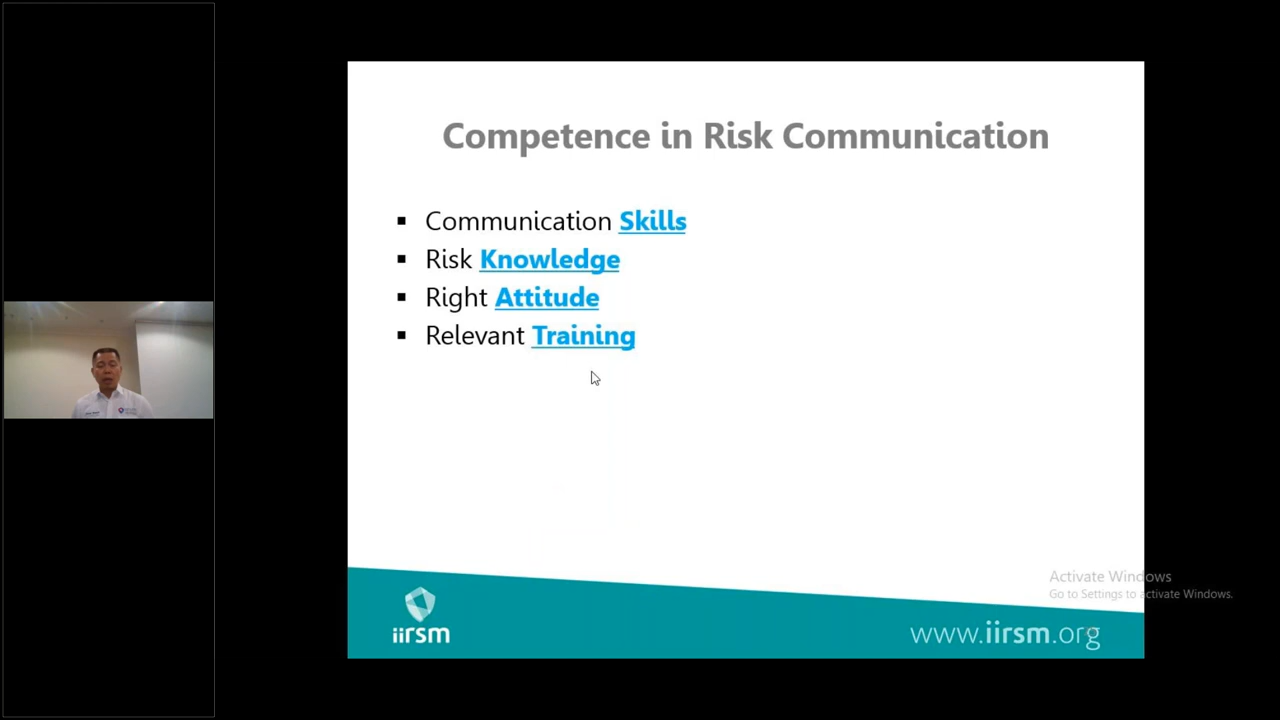 Competence in Risk Communication
▪ Communication Skills
▪ Risk Knowledge
▪ Right Attitude
▪ Relevant Training
Activate Windows
Go to Settings to activate Windows.
iirsm
www.iirsm.org